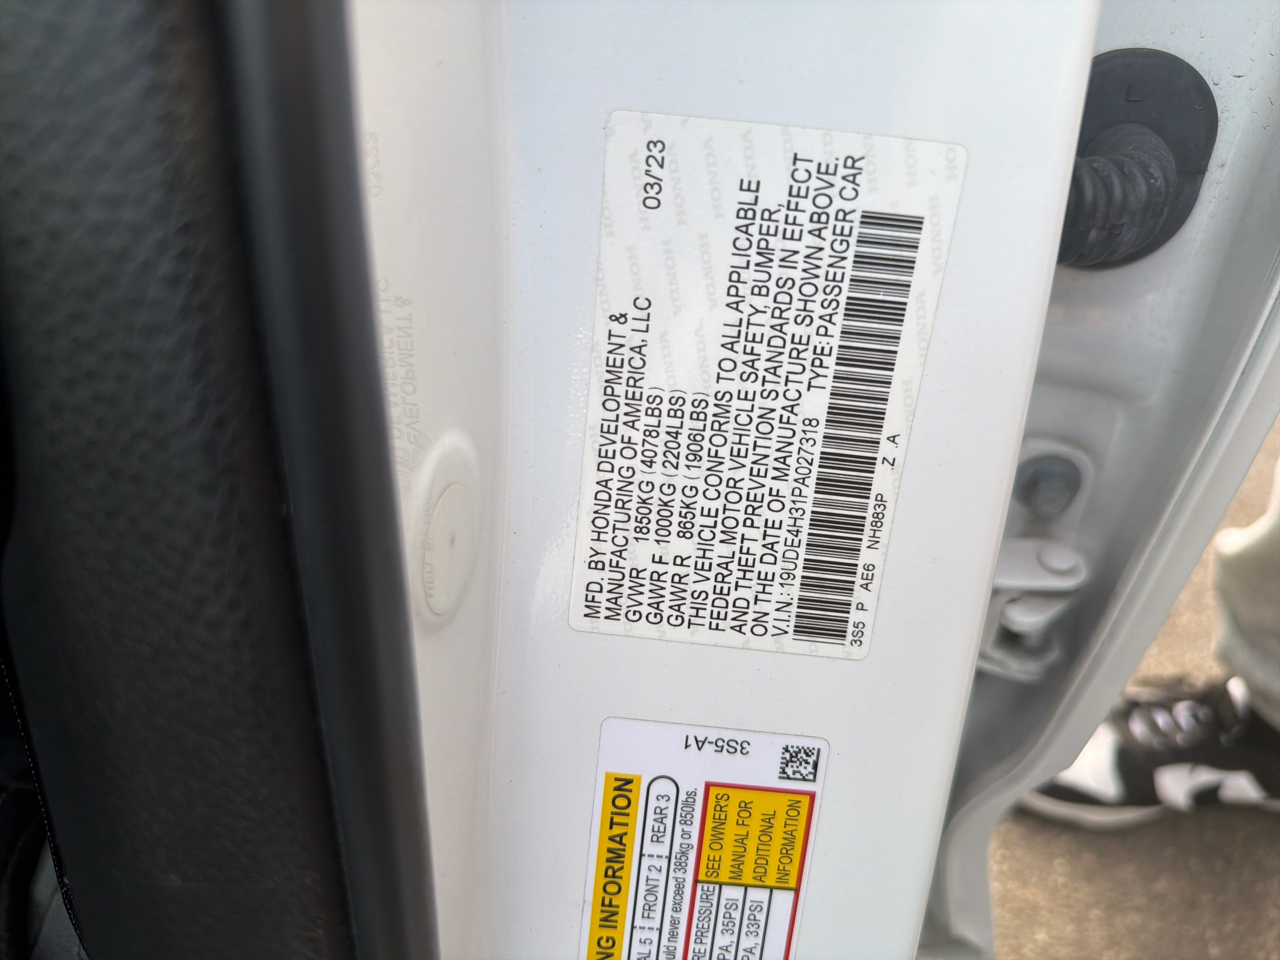 03/'23
MFD. BY HONDA DEVELOPMENT &
MANUFACTURING OF AMERICA, LLC
GVWR 1850KG (4078LBS)
GAWR F 1000KG (2204LBS)
GAWR R 865KG (1906LBS)
THIS VEHICLE CONFORMS TO ALL APPLICABLE
FEDERAL MOTOR VEHICLE SAFETY, BUMPER,
AND THEFT PREVENTION STANDARDS IN EFFECT
ON THE DATE OF MANUFACTURE SHOWN ABOVE.
V.I.N.: 19UDE4H31PA027318 TYPE: PASSENGER CAR
3S5 P AE6 NH883P .Z .A
3S5-A1
INFORMATION
5 FRONT 2 REAR 3
never exceed 385kg or 850lbs.
PRESSURE
35PSI
33PSI
SEE OWNER'S
MANUAL FOR
ADDITIONAL
INFORMATION
L